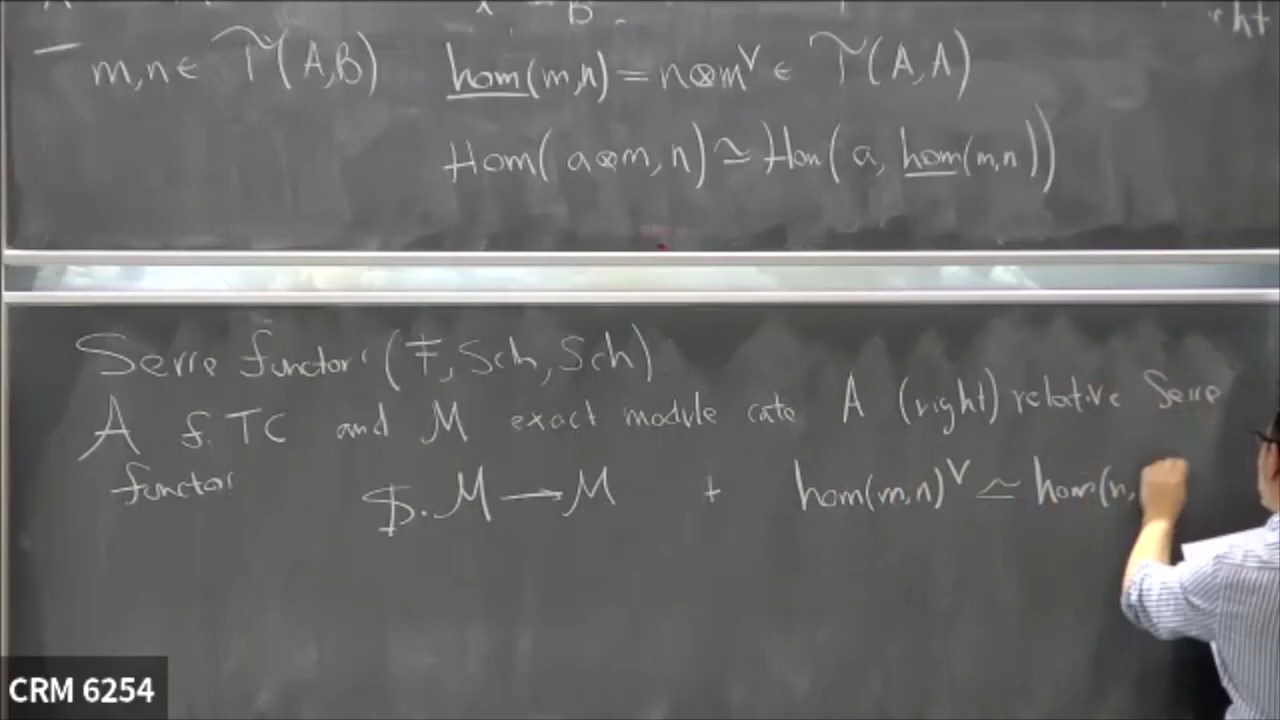 m,n ∈ 𝒯(A,B) hom(m,n) = n⊗m^∨ ∈ 𝒯(A,A)
Hom(a⊗m, n) ≃ Hom(a, hom(m,n))
Serre functor (F, Sch, Sch)
A f.TC and M exact module cate A (right) relative Serre
functor $. M → M + hom(m,n)^∨ ≃ hom(n,
CRM 6254